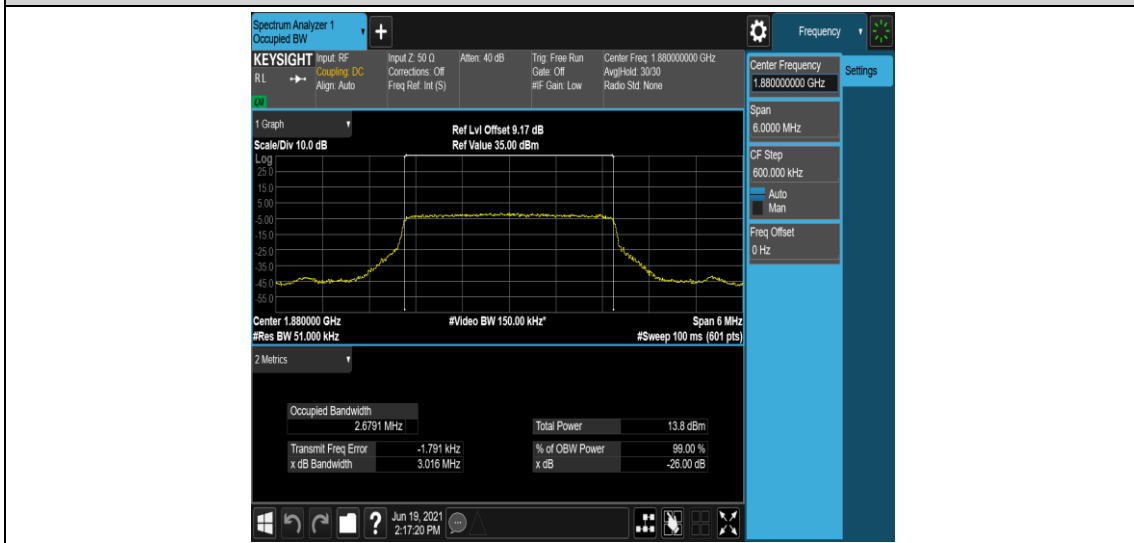 Spectrum Analyzer 1
Occupied BW
+
Frequency
KEYSIGHT
RL
LXI
Input: RF
Coupling: DC
Align: Auto
Input Z: 50 Ω
Corrections: Off
Freq Ref: Int (S)
Atten: 40 dB
Trig: Free Run
Gate: Off
#IF Gain: Low
Center Freq: 1.880000000 GHz
Avg|Hold: 30/30
Radio Std: None
Center Frequency
1.880000000 GHz
Settings
Span
6.0000 MHz
CF Step
600.000 kHz
Auto
Man
Freq Offset
0 Hz
1 Graph
Scale/Div 10.0 dB
Ref Lvl Offset 9.17 dB
Ref Value 35.00 dBm
Log
25.0
15.0
5.00
-5.00
-15.0
-25.0
-35.0
-45.0
-55.0
Center 1.880000 GHz
#Video BW 150.00 kHz*
Span 6 MHz
#Res BW 51.000 kHz
#Sweep 100 ms (601 pts)
2 Metrics
Occupied Bandwidth
2.6791 MHz
Total Power 13.8 dBm
Transmit Freq Error -1.791 kHz
% of OBW Power 99.00 %
x dB Bandwidth 3.016 MHz
x dB -26.00 dB
?
Jun 19, 2021
2:17:20 PM